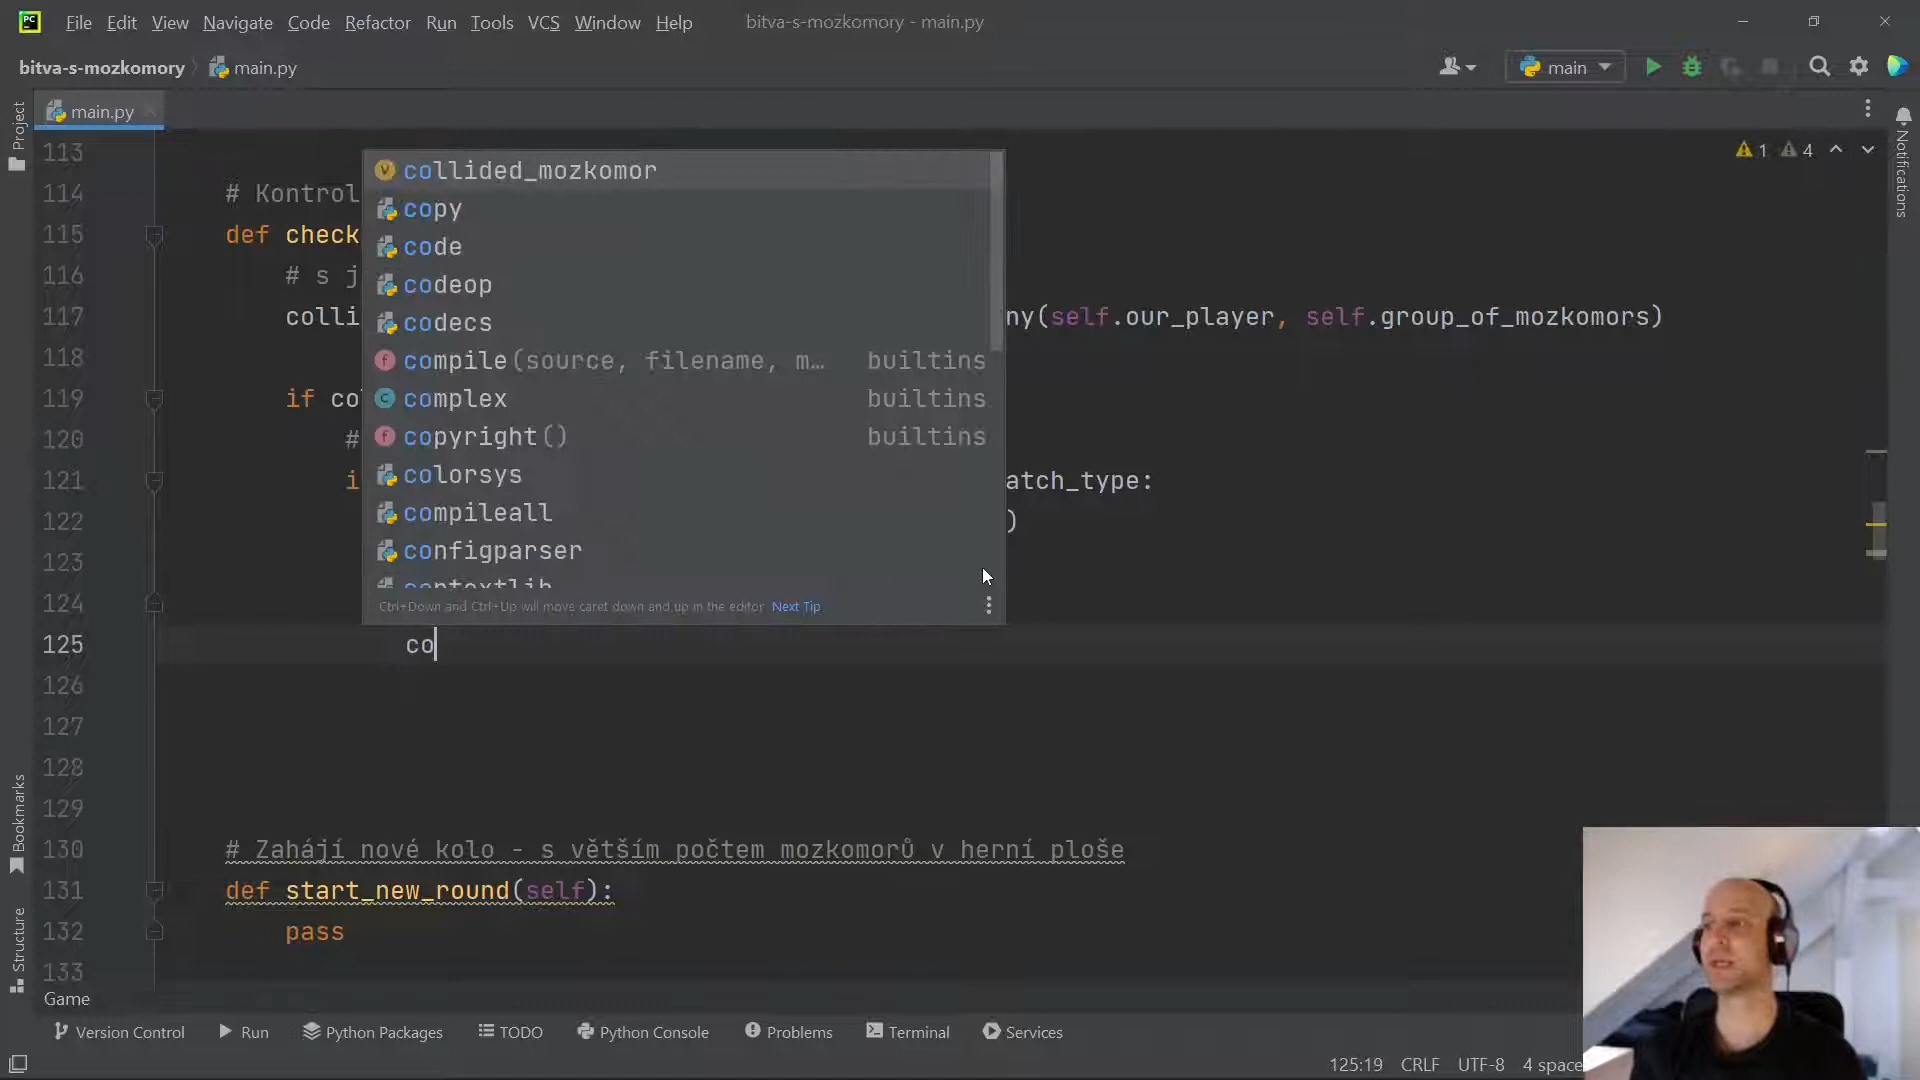 PC File Edit View Navigate Code Refactor Run Tools VCS Window Help bitva-s-mozkomory - main.py
bitva-s-mozkomory main.py main
Project
main.py
Notifications
1 4
113
114 # Kontrol
115 def check
116 # s j
117 colli ny(self.our_player, self.group_of_mozkomors)
118
119 if co
120 #
121 i atch_type:
122 )
123
124
collided_mozkomor
copy
code
codeop
codecs
compile(source, filename, m… builtins
complex builtins
copyright() builtins
colorsys
compileall
configparser
contextlib
Ctrl+Down and Ctrl+Up will move caret down and up in the editor Next Tip
125 co
126
127
128
129
130 # Zahájí nové kolo - s větším počtem mozkomorů v herní ploše
131 def start_new_round(self):
132 pass
133
Bookmarks
Structure
Game
Version Control Run Python Packages TODO Python Console Problems Terminal Services
125:19 CRLF UTF-8 4 space